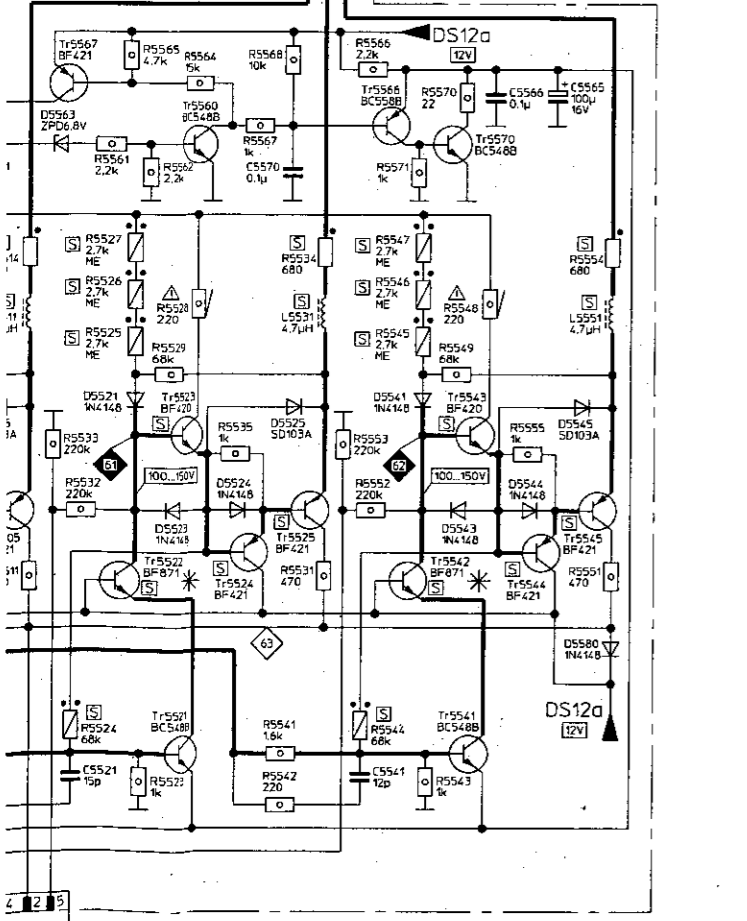 DS12a
12V
Tr5567
BF421
R5565
4,7k
R5564
15k
R5568
10k
R5566
2,2k
Tr5566
BC558B
R5570
22
C5566
0,1µ
C5565
100µ
16V
D5563
ZPD6,8V
Tr5560
BC548B
R5561
2,2k
R5562
2,2k
R5567
1k
C5570
0,1µ
R5571
1k
Tr5570
BC548B
S
R5527
2,7k
ME
S
R5534
680
S
R5547
2,7k
ME
S
R5554
680
S
R5526
2,7k
ME
R5528
220
S
L5531
4,7µH
S
R5546
2,7k
ME
R5548
220
S
L5551
4,7µH
S
R5525
2,7k
ME
R5529
68k
S
R5545
2,7k
ME
R5549
68k
D5521
1N4148
Tr5523
BF420
S
R5535
1k
D5525
SD103A
D5541
1N4148
Tr5543
BF420
S
R5555
1k
D5545
SD103A
R5533
220k
61
R5553
220k
62
R5532
220k
100...150V
D5524
1N4148
R5552
220k
100...150V
D5544
1N4148
D5523
1N4148
S
Tr5525
BF421
D5543
1N4148
S
Tr5545
BF421
Tr5522
BF871
S
S
Tr5524
BF421
R5531
470
Tr5542
BF871
S
S
Tr5544
BF421
R5551
470
63
D5580
1N4148
DS12a
12V
S
R5524
68k
Tr5521
BC548B
R5541
1,6k
S
R5544
68k
Tr5541
BC548B
C5521
15p
R5523
1k
R5542
220
C5541
12p
R5543
1k
4 2 5